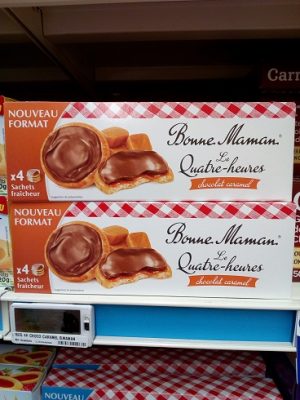 Carr
NOUVEAU
FORMAT
Bonne Maman
Le
Quatre-heures
chocolat caramel
x4
Sachets
fraîcheur
NOUVEAU
FORMAT
Bonne Maman
Le
Quatre-heures
chocolat caramel
x4
Sachets
fraîcheur
NOUVEAU